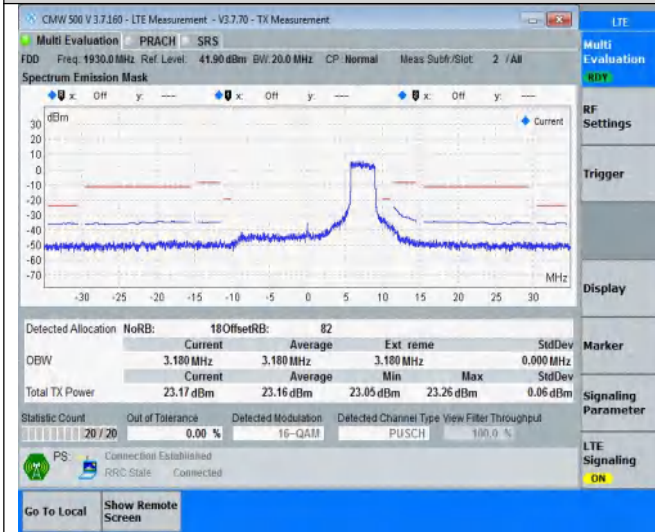 CMW 500 V 3.7.160 - LTE Measurement - V3.7.70 - TX Measurement
LTE
Multi Evaluation PRACH SRS
FDD Freq: 1930.0 MHz Ref. Level: 41.90 dBm BW: 20.0 MHz CP: Normal Meas Subfr./Slot: 2 / All
Spectrum Emission Mask
x: Off y: --- x: Off y: --- x: Off y: ---
dBm
Current
30
20
10
0
-10
-20
-30
-40
-50
-60
-70
MHz
-30 -25 -20 -15 -10 -5 0 5 10 15 20 25 30
Detected Allocation NoRB: 18 OffsetRB: 82
Current Average Extreme StdDev
OBW 3.180 MHz 3.180 MHz 3.180 MHz 0.000 MHz
Current Average Min Max StdDev
Total TX Power 23.17 dBm 23.16 dBm 23.05 dBm 23.26 dBm 0.06 dBm
Statistic Count Out of Tolerance Detected Modulation Detected Channel Type View Filter Throughput
20 / 20 0.00 % 16-QAM PUSCH 100.0 %
PS: Connection Established
RRC State Connected
Multi
Evaluation
RDY
RF
Settings
Trigger
Display
Marker
Signaling
Parameter
LTE
Signaling
ON
Go To Local
Show Remote
Screen